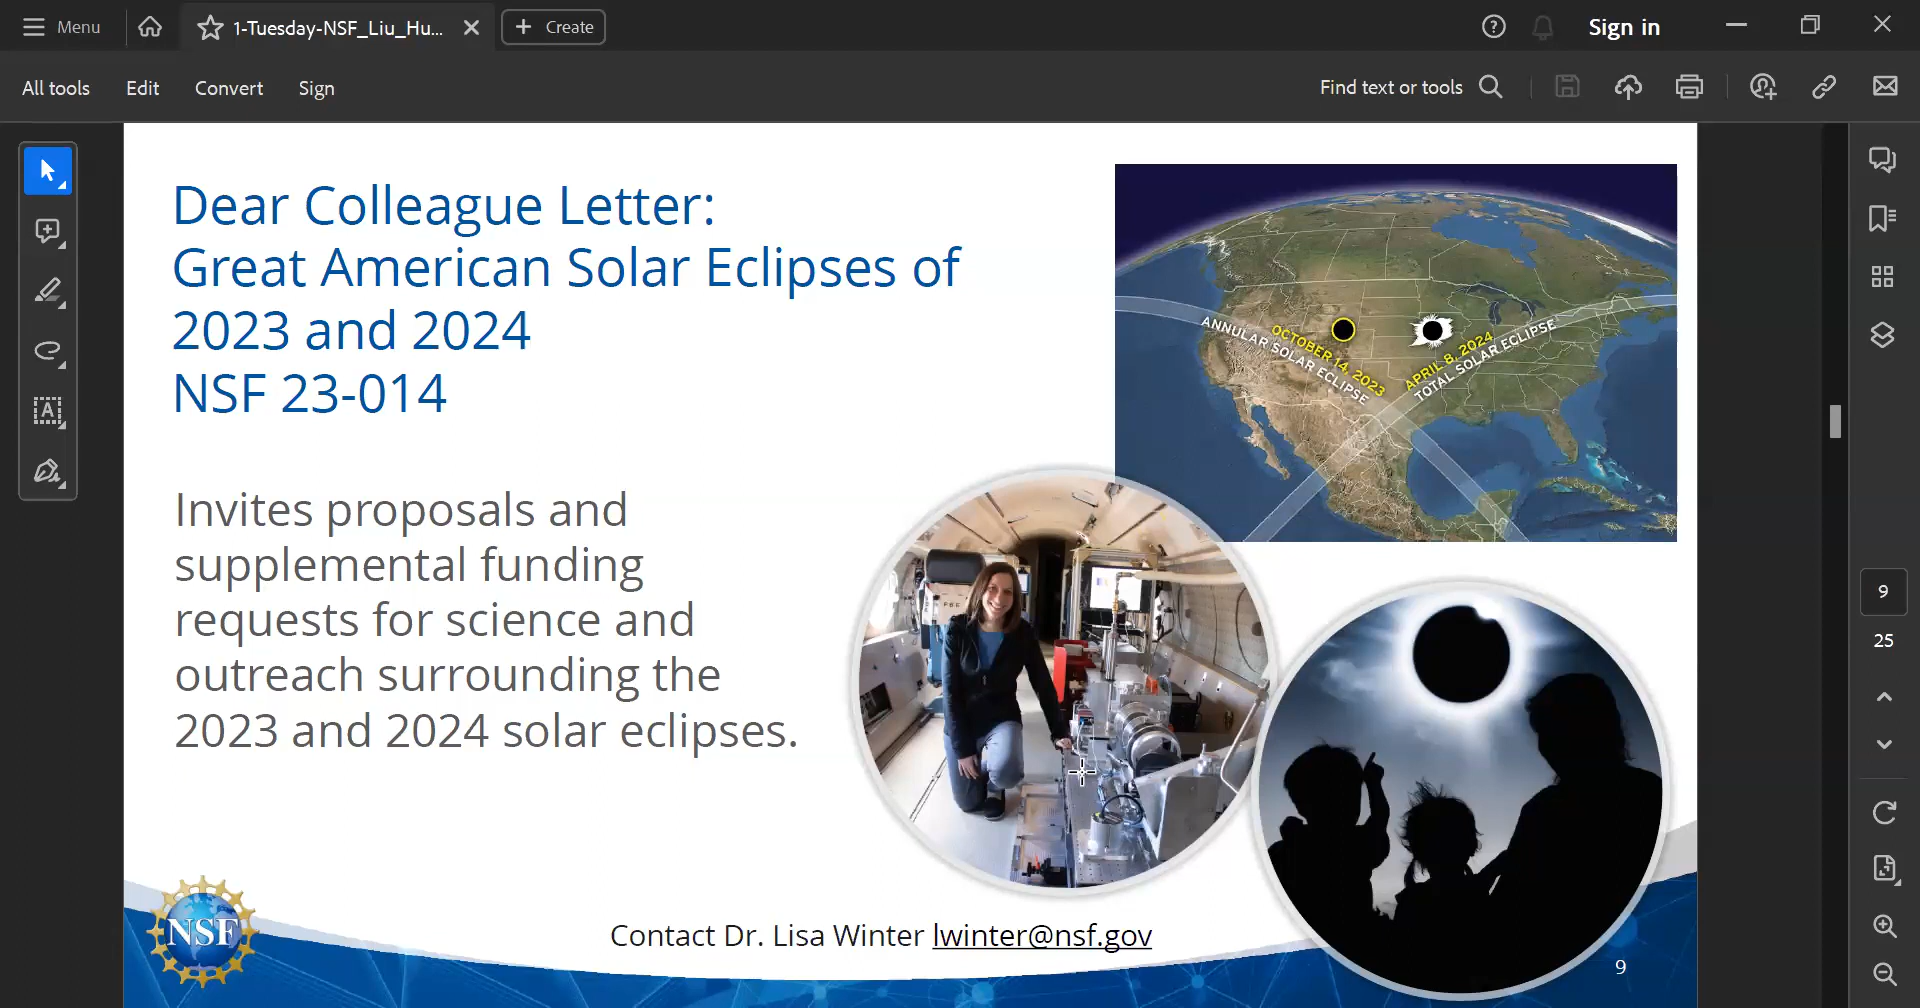 Menu
1-Tuesday-NSF_Liu_Hu...
Create
Sign in
All tools
Edit
Convert
Sign
Find text or tools
Dear Colleague Letter:
Great American Solar Eclipses of
2023 and 2024
NSF 23-014
Invites proposals and
supplemental funding
requests for science and
outreach surrounding the
2023 and 2024 solar eclipses.
OCTOBER 14, 2023
ANNULAR SOLAR ECLIPSE
APRIL 8, 2024
TOTAL SOLAR ECLIPSE
NSF
Contact Dr. Lisa Winter lwinter@nsf.gov
9
9
25